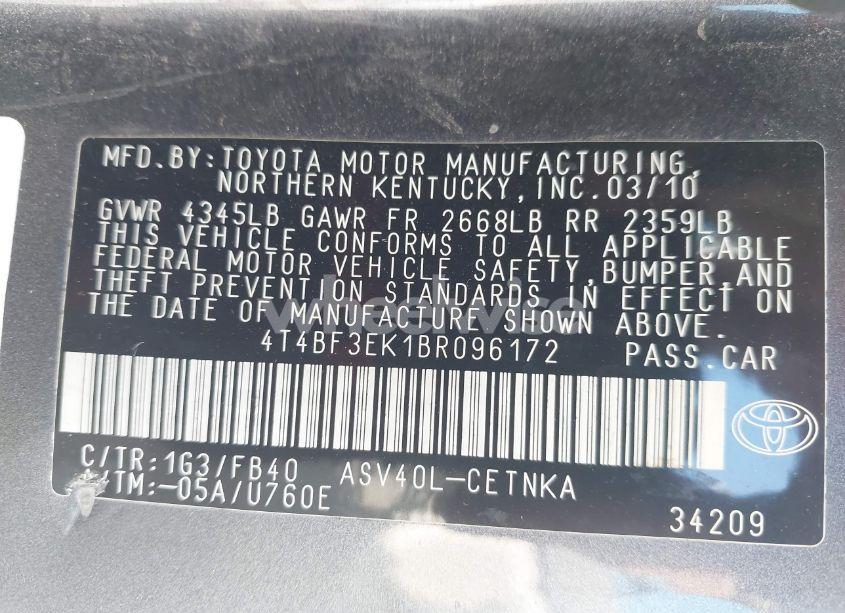 MFD.BY:TOYOTA MOTOR MANUFACTURING,
NORTHERN KENTUCKY,INC.03/10
GVWR 4345LB GAWR FR 2668LB RR 2359LB
THIS VEHICLE CONFORMS TO ALL APPLICABLE
FEDERAL MOTOR VEHICLE SAFETY,BUMPER,AND
THEFT PREVENTION STANDARDS IN EFFECT ON
THE DATE OF MANUFACTURE SHOWN ABOVE.
4T4BF3EK1BR096172 PASS.CAR
C/TR:1G3/FB40 ASV40L-CETNKA
/TM:-05A/U760E
34209